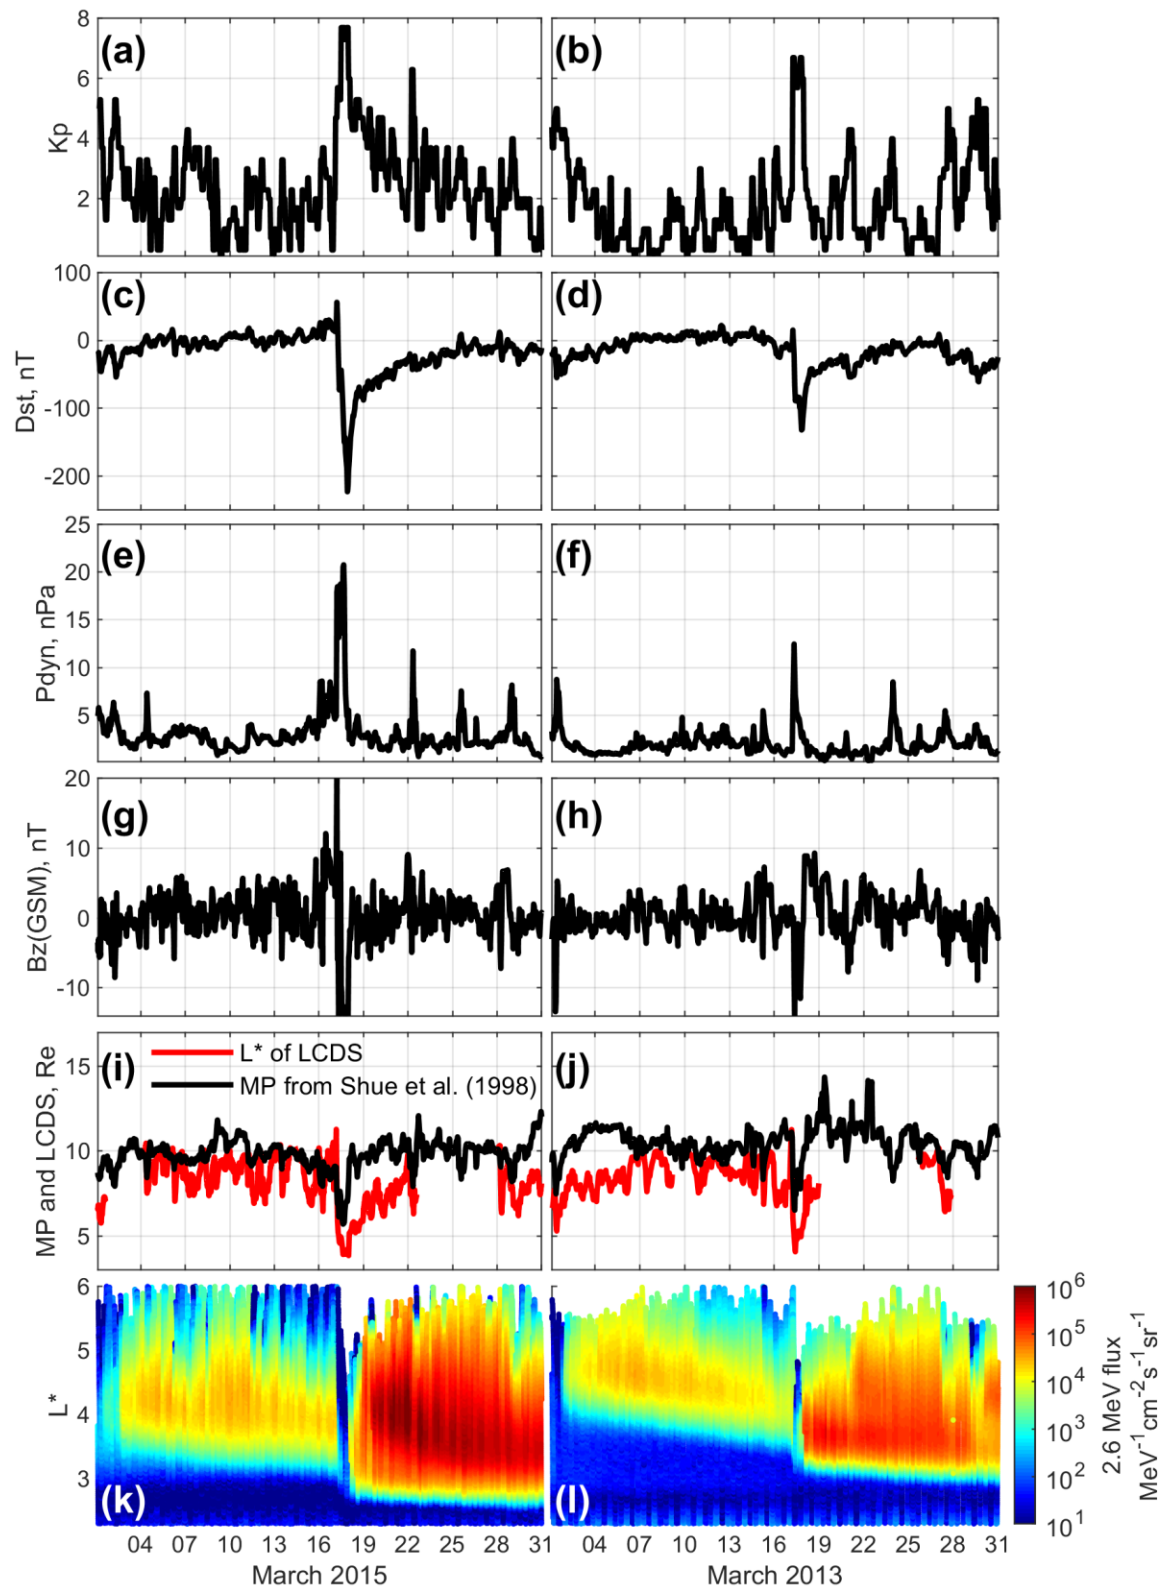 (a)
(b)
Kp
8
6
4
2
(c)
(d)
Dst, nT
100
0
-100
-200
(e)
(f)
Pdyn, nPa
25
20
15
10
5
(g)
(h)
Bz(GSM), nT
20
10
0
-10
(i)
L* of LCDS
MP from Shue et al. (1998)
(j)
MP and LCDS, Re
15
10
5
(k)
(l)
L*
6
5
4
3
10^6
10^5
10^4
10^3
10^2
10^1
2.6 MeV flux
MeV^-1cm^-2s^-1sr^-1
04 07 10 13 16 19 22 25 28 31
04 07 10 13 16 19 22 25 28 31
March 2015
March 2013